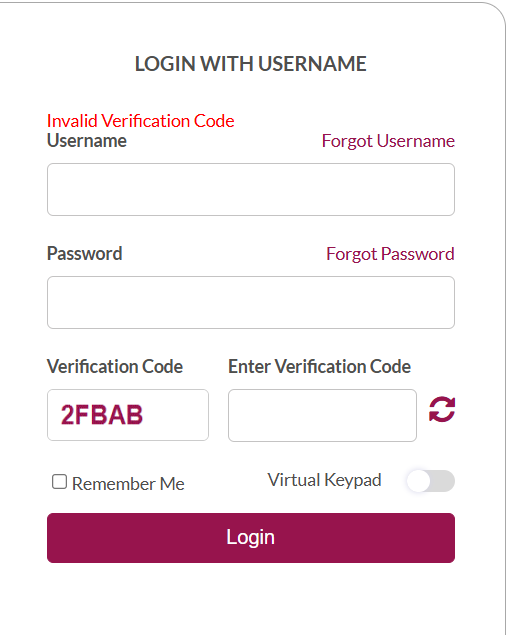 LOGIN WITH USERNAME
Invalid Verification Code
Username Forgot Username
Password Forgot Password
Verification Code Enter Verification Code
2FBAB
Remember Me Virtual Keypad
Login